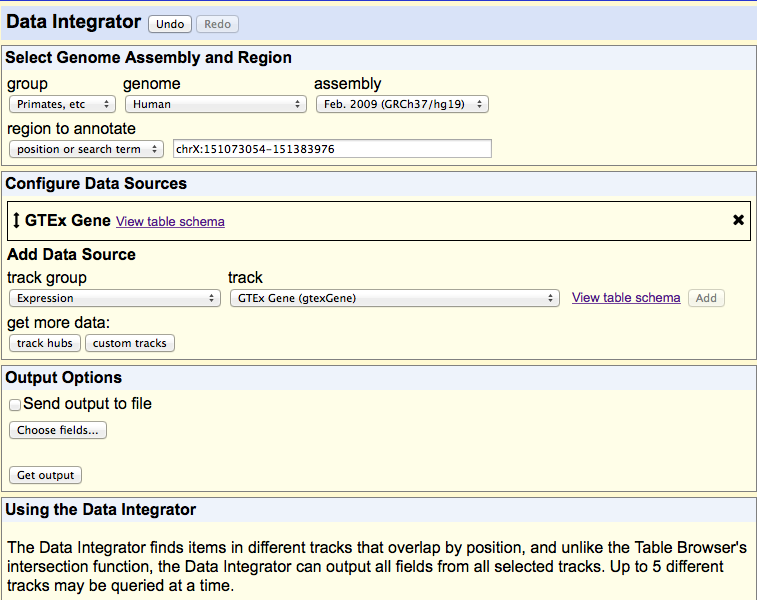 Data Integrator Undo Redo
Select Genome Assembly and Region
group genome assembly
Primates, etc Human Feb. 2009 (GRCh37/hg19)
region to annotate
position or search term chrX:151073054-151383976
Configure Data Sources
GTEx Gene View table schema
Add Data Source
track group track
Expression GTEx Gene (gtexGene) View table schema Add
get more data:
track hubs custom tracks
Output Options
Send output to file
Choose fields...
Get output
Using the Data Integrator
The Data Integrator finds items in different tracks that overlap by position, and unlike the Table Browser's
intersection function, the Data Integrator can output all fields from all selected tracks. Up to 5 different
tracks may be queried at a time.